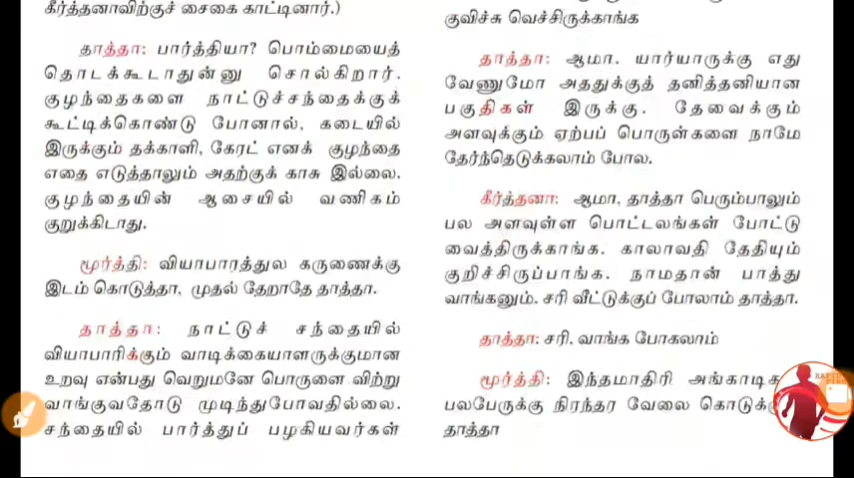 கீர்த்தனாவிற்குச் சைகை காட்டினார்.)
தாத்தா: பார்த்தியா? பொம்மையைத்
தொடக்கூடாதுன்னு சொல்கிறார்.
குழந்தைகளை நாட்டுச்சந்தைக்குக்
கூட்டிக்கொண்டு போனால், கடையில்
இருக்கும் தக்காளி, கேரட் எனக் குழந்தை
எதை எடுத்தாலும் அதற்குக் காசு இல்லை.
குழந்தையின் ஆசையில் வணிகம்
குறுக்கிடாது.
மூர்த்தி: வியாபாரத்துல கருணைக்கு
இடம் கொடுத்தா, முதல் தேறாதே தாத்தா.
தாத்தா: நாட்டுச் சந்தையில்
வியாபாரிக்கும் வாடிக்கையாளருக்குமான
உறவு என்பது வெறுமனே பொருளை விற்று
வாங்குவதோடு முடிந்துபோவதில்லை.
சந்தையில் பார்த்துப் பழகியவர்கள்
குவிச்சு வெச்சிருக்காங்க
தாத்தா: ஆமா. யார்யாருக்கு எது
வேணுமோ அததுக்குத் தனித்தனியான
பகுதிகள் இருக்கு. தேவைக்கும்
அளவுக்கும் ஏற்பப் பொருள்களை நாமே
தேர்ந்தெடுக்கலாம் போல.
கீர்த்தனா: ஆமா, தாத்தா பெரும்பாலும்
பல அளவுள்ள பொட்டலங்கள் போட்டு
வைத்திருக்காங்க. காலாவதி தேதியும்
குறிச்சிருப்பாங்க. நாமதான் பாத்து
வாங்கனும். சரி வீட்டுக்குப் போலாம் தாத்தா.
தாத்தா: சரி. வாங்க போகலாம்
மூர்த்தி: இந்தமாதிரி
பலபேருக்கு நிரந்தர வேலை
தாத்தா